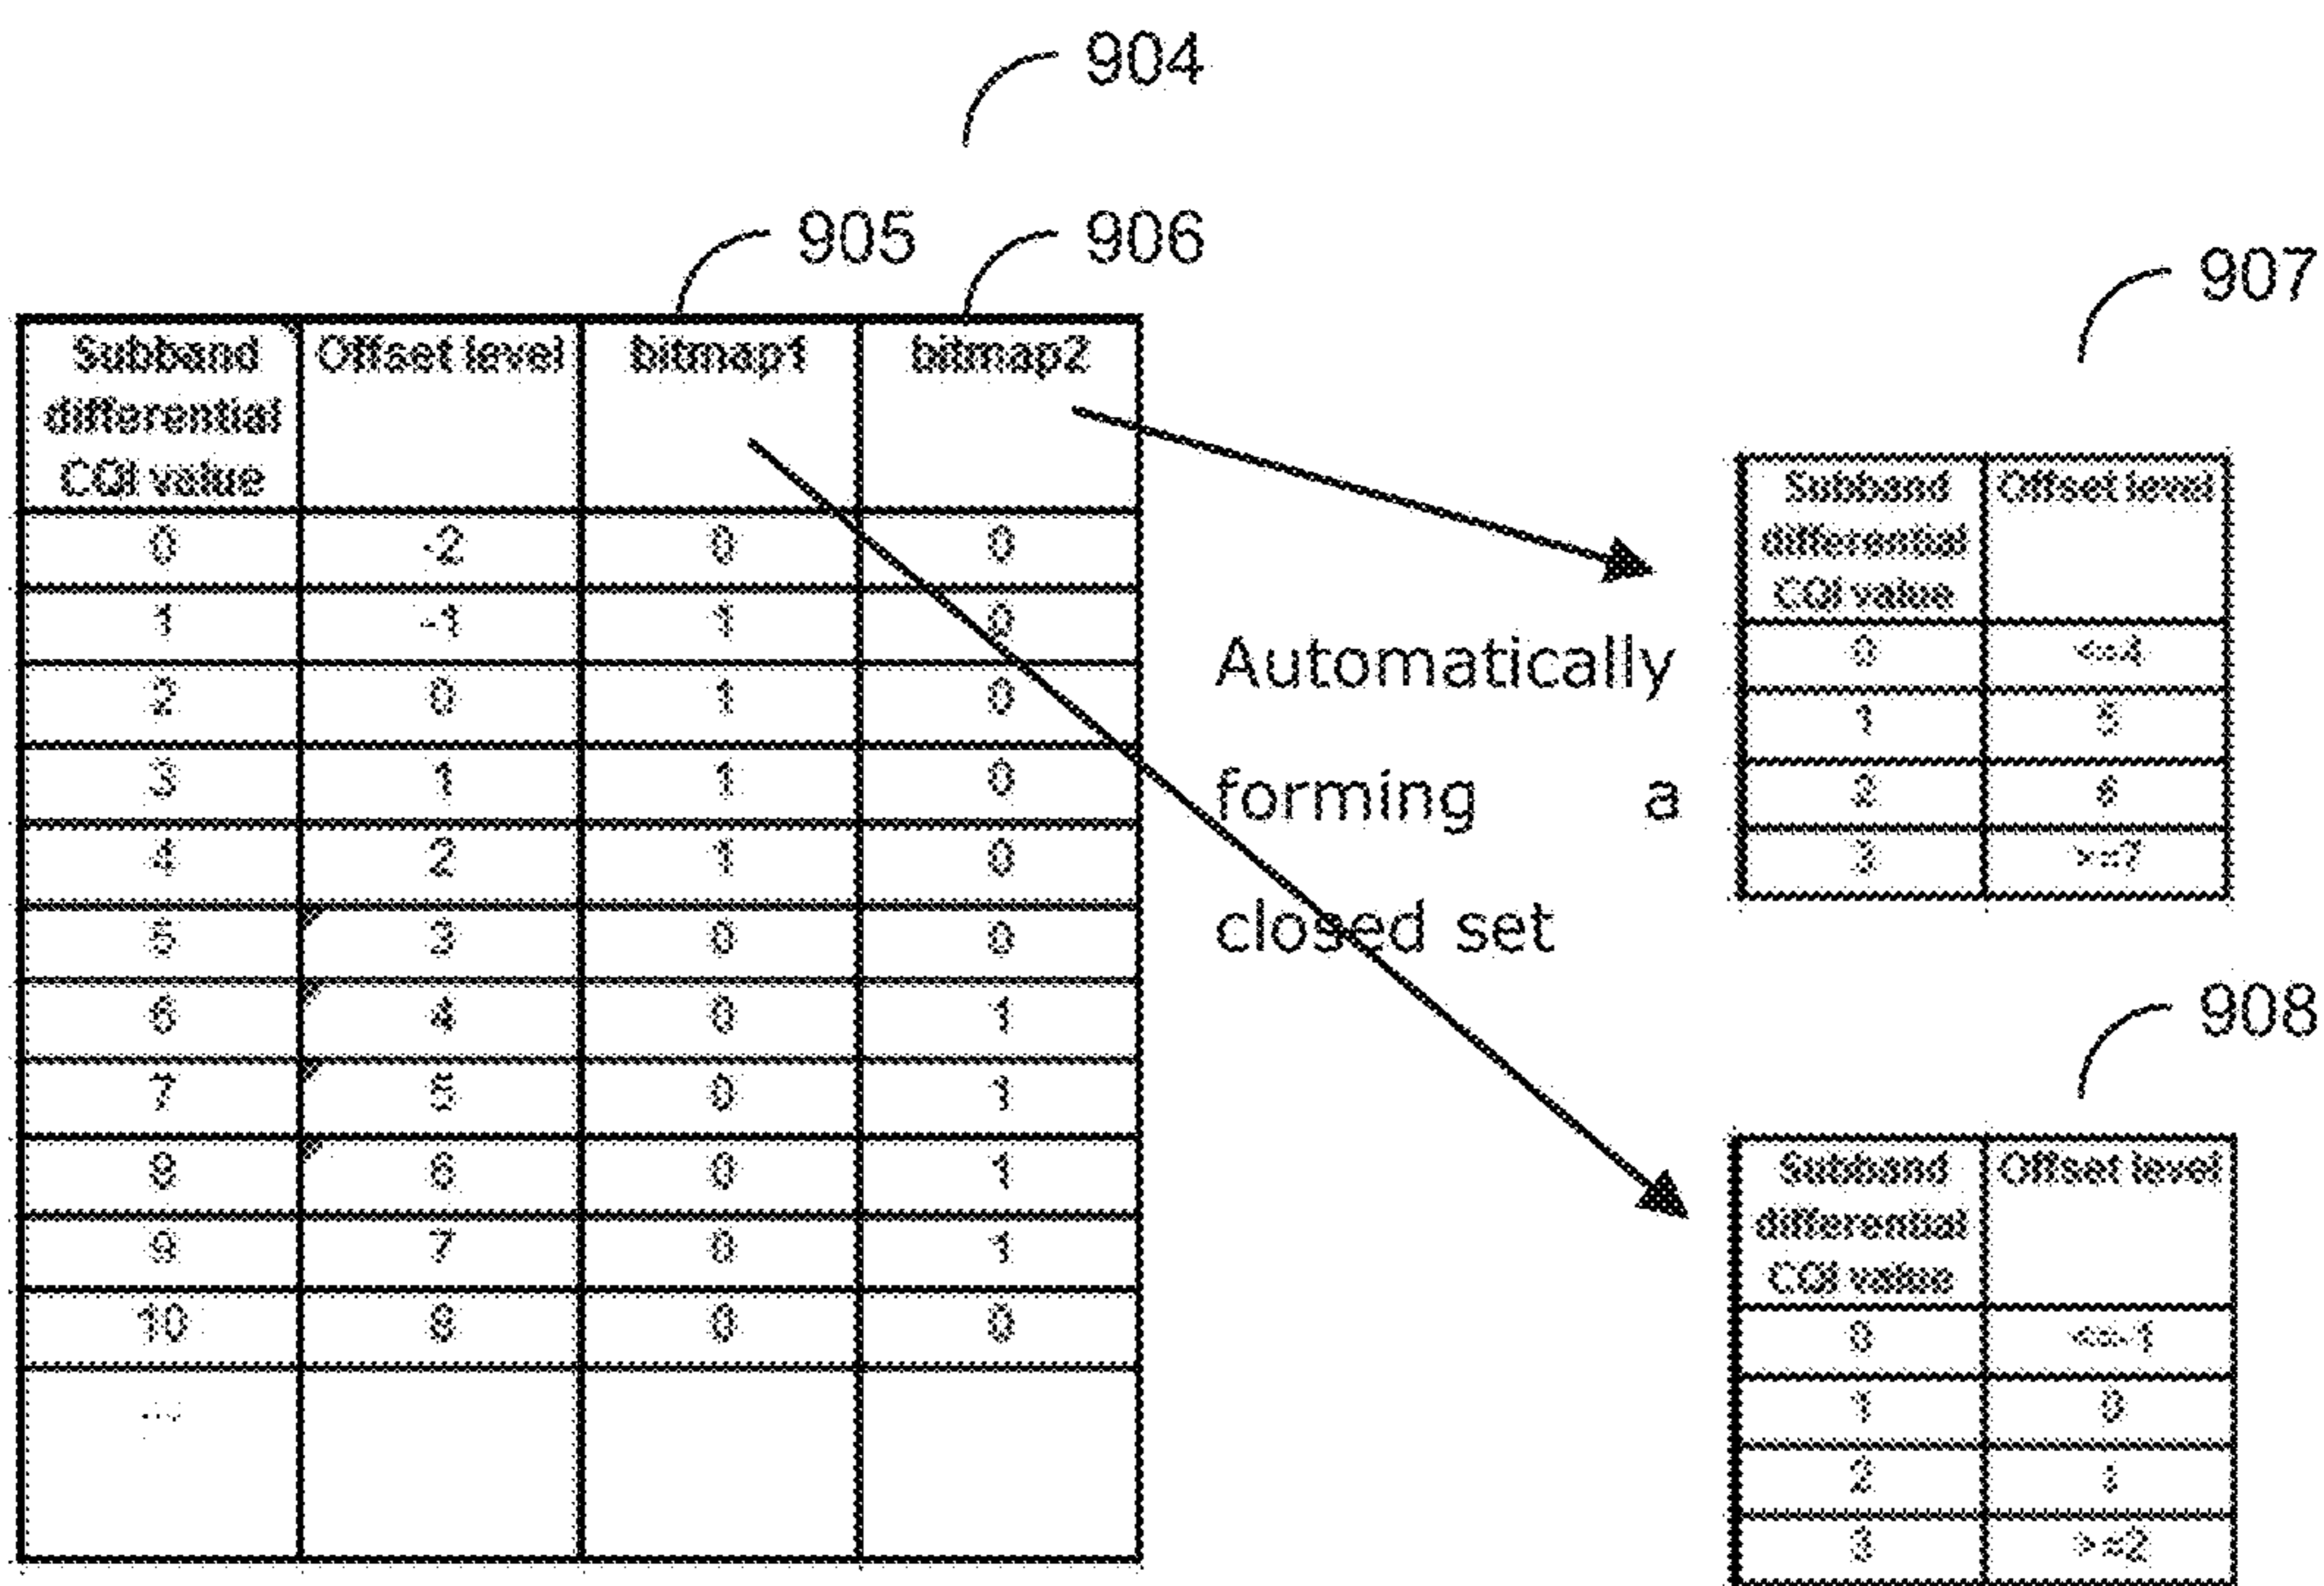 904
905
906
907
Subband differential CQI value Offset level bitmap1 bitmap2
0 -2 0 0
1 -1 1 0
2 0 1 0
3 1 1 0
4 2 1 0
5 3 0 0
6 4 0 1
7 5 0 1
8 6 0 1
9 7 0 1
10 8 0 0
...
Automatically
forming a
closed set
Subband differential CQI value Offset level
0 <=4
1 5
2 6
3 >=7
908
Subband differential CQI value Offset level
0 <=-1
1 0
2 1
3 >=2